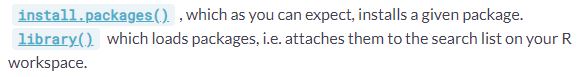 install.packages() , which as you can expect, installs a given package.
library() which loads packages, i.e. attaches them to the search list on your R
workspace.